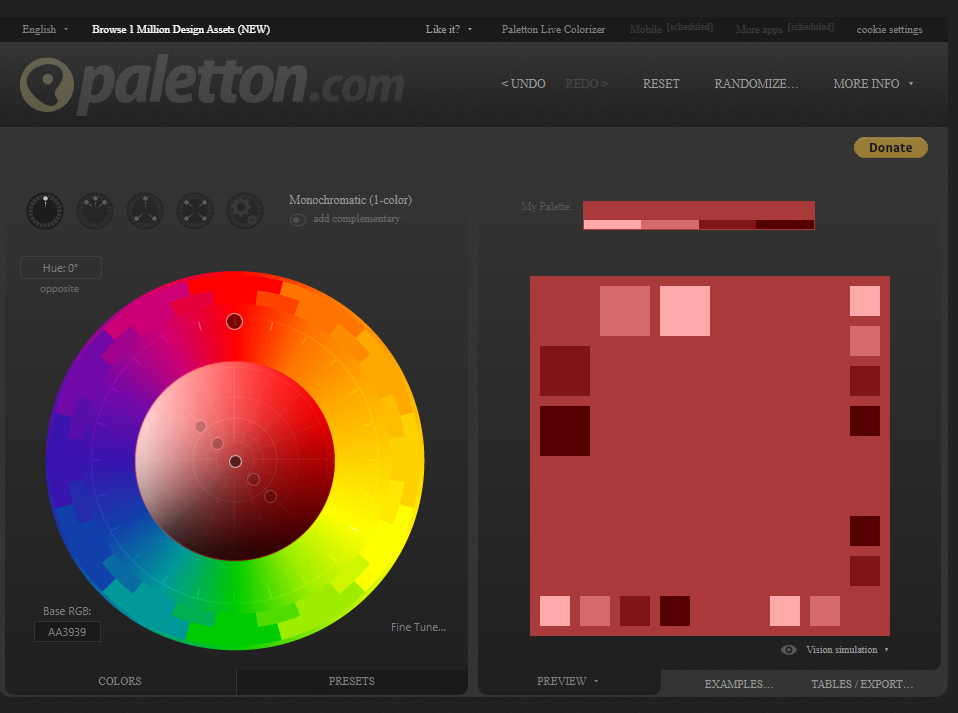 English Browse 1 Million Design Assets (NEW) Like it? Paletton Live Colorizer Mobile [scheduled] More apps [scheduled] cookie settings
paletton.com < UNDO REDO > RESET RANDOMIZE... MORE INFO
Donate
Monochromatic (1-color)
add complementary
My Palette:
Hue: 0°
opposite
Base RGB:
AA3939
Fine Tune...
Vision simulation
COLORS PRESETS PREVIEW EXAMPLES... TABLES / EXPORT...